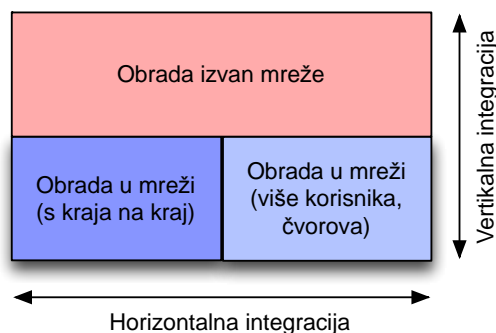 Obrada izvan mreže
Obrada u mreži
(s kraja na kraj)
Obrada u mreži
(više korisnika,
čvorova)
Vertikalna integracija
Horizontalna integracija